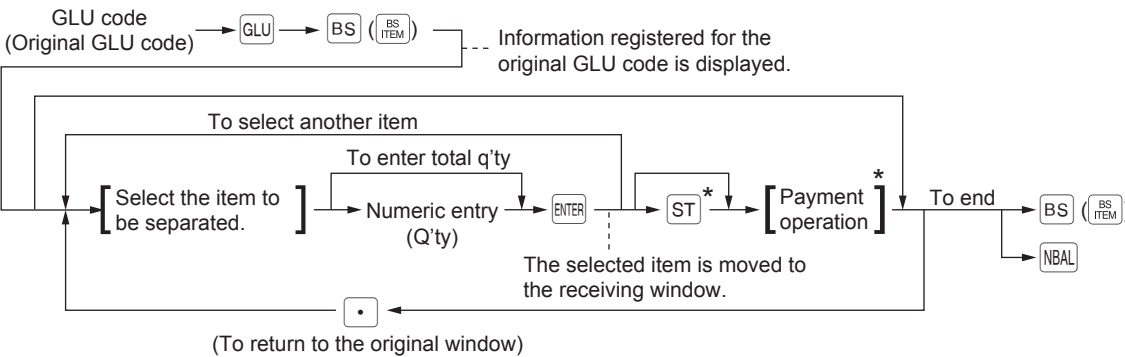 GLU code
(Original GLU code)
GLU
BS ( BS ITEM )
Information registered for the
original GLU code is displayed.
To select another item
To enter total q’ty
[ Select the item to
be separated. ]
Numeric entry
(Q’ty)
ENTER
ST *
[ Payment
operation ] *
To end
BS ( BS ITEM
NBAL
The selected item is moved to
the receiving window.
•
(To return to the original window)